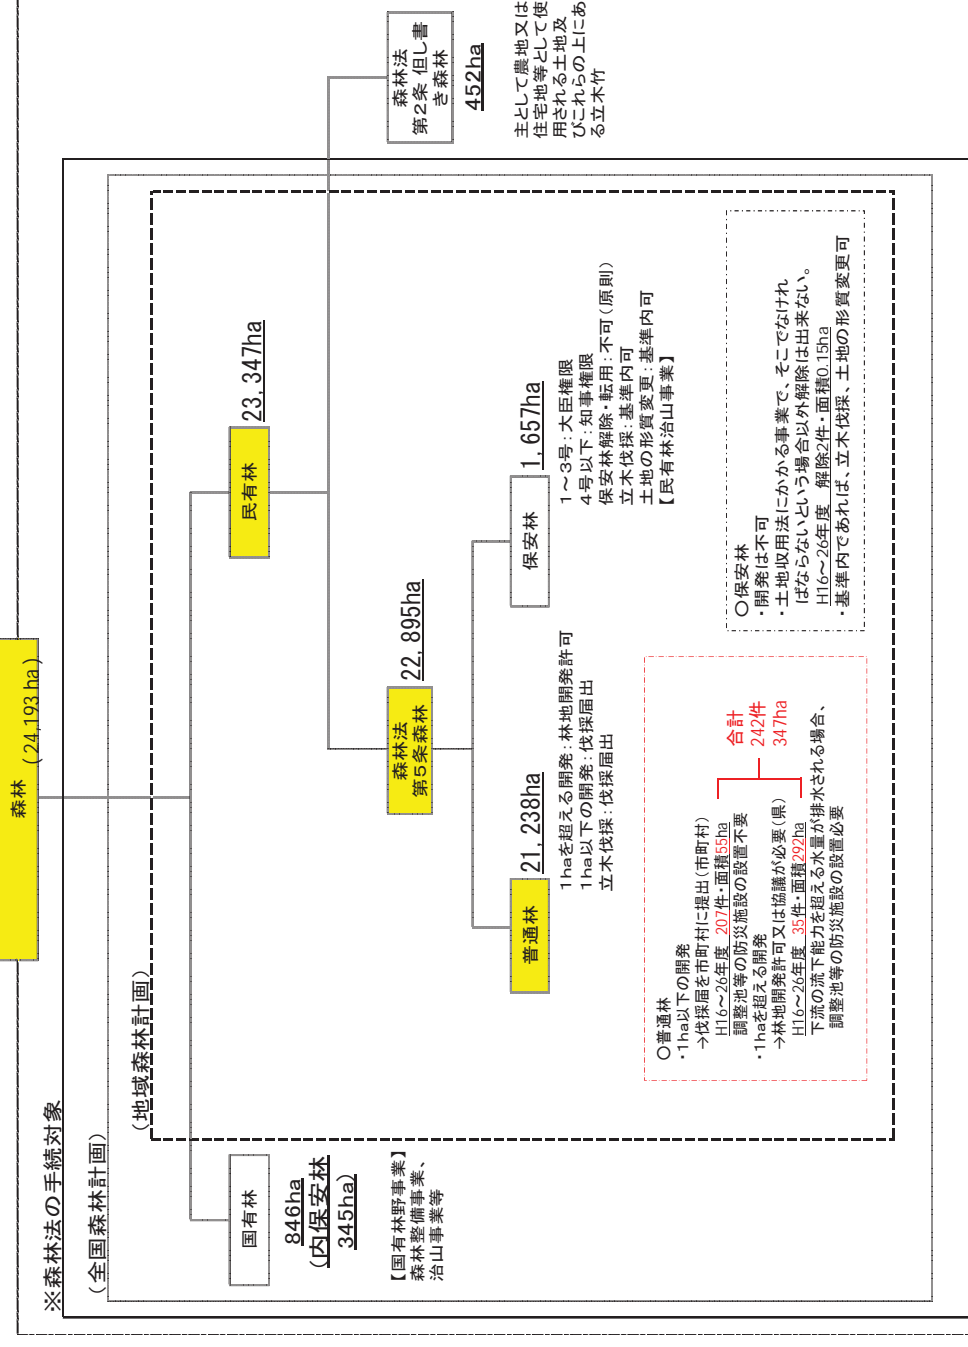 森林
(24,193 ha)
※森林法の手続対象
(全国森林計画)
(地域森林計画)
国有林
846ha
(内保安林
345ha)
【国有林野事業】
森林整備事業、
治山事業等
民有林
23,347ha
森林法
第5条森林
22,895ha
森林法
第2条 但し書
き森林
452ha
主として農地又は
住宅地等として使
用される土地及
びこれらの上にあ
る立木竹
普通林
21,238ha
1haを超える開発:林地開発許可
1ha以下の開発:伐採届出
立木伐採:伐採届出
保安林
1,657ha
1~3号:大臣権限
4号以下:知事権限
保安林解除・転用:不可(原則)
立木伐採:基準内可
土地の形質変更:基準内可
【民有林治山事業】
○普通林
・1ha以下の開発
→伐採届を市町村に提出(市町村)
H16~26年度 207件・面積55ha
調整池等の防災施設の設置不要
・1haを超える開発
→林地開発許可又は協議が必要(県)
H16~26年度 35件・面積292ha
下流の流下能力を超える水量が排水される場合、
調整池等の防災施設の設置必要
合計
242件
347ha
○保安林
・開発は不可
・土地収用法にかかる事業で、そこでなけれ
ばならないという場合以外解除は出来ない。
H16~26年度 解除2件・面積0.15ha
・基準内であれば、立木伐採、土地の形質変更可